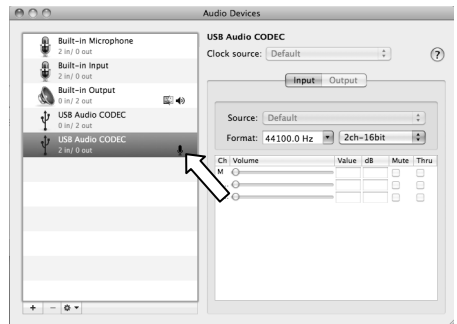 Audio Devices
Built-in Microphone
2 in/ 0 out
Built-in Input
2 in/ 0 out
Built-in Output
0 in/ 2 out
USB Audio CODEC
0 in/ 2 out
USB Audio CODEC
2 in/ 0 out
+ −
USB Audio CODEC
Clock source: Default
?
Input Output
Source: Default
Format: 44100.0 Hz 2ch-16bit
Ch Volume Value dB Mute Thru
M